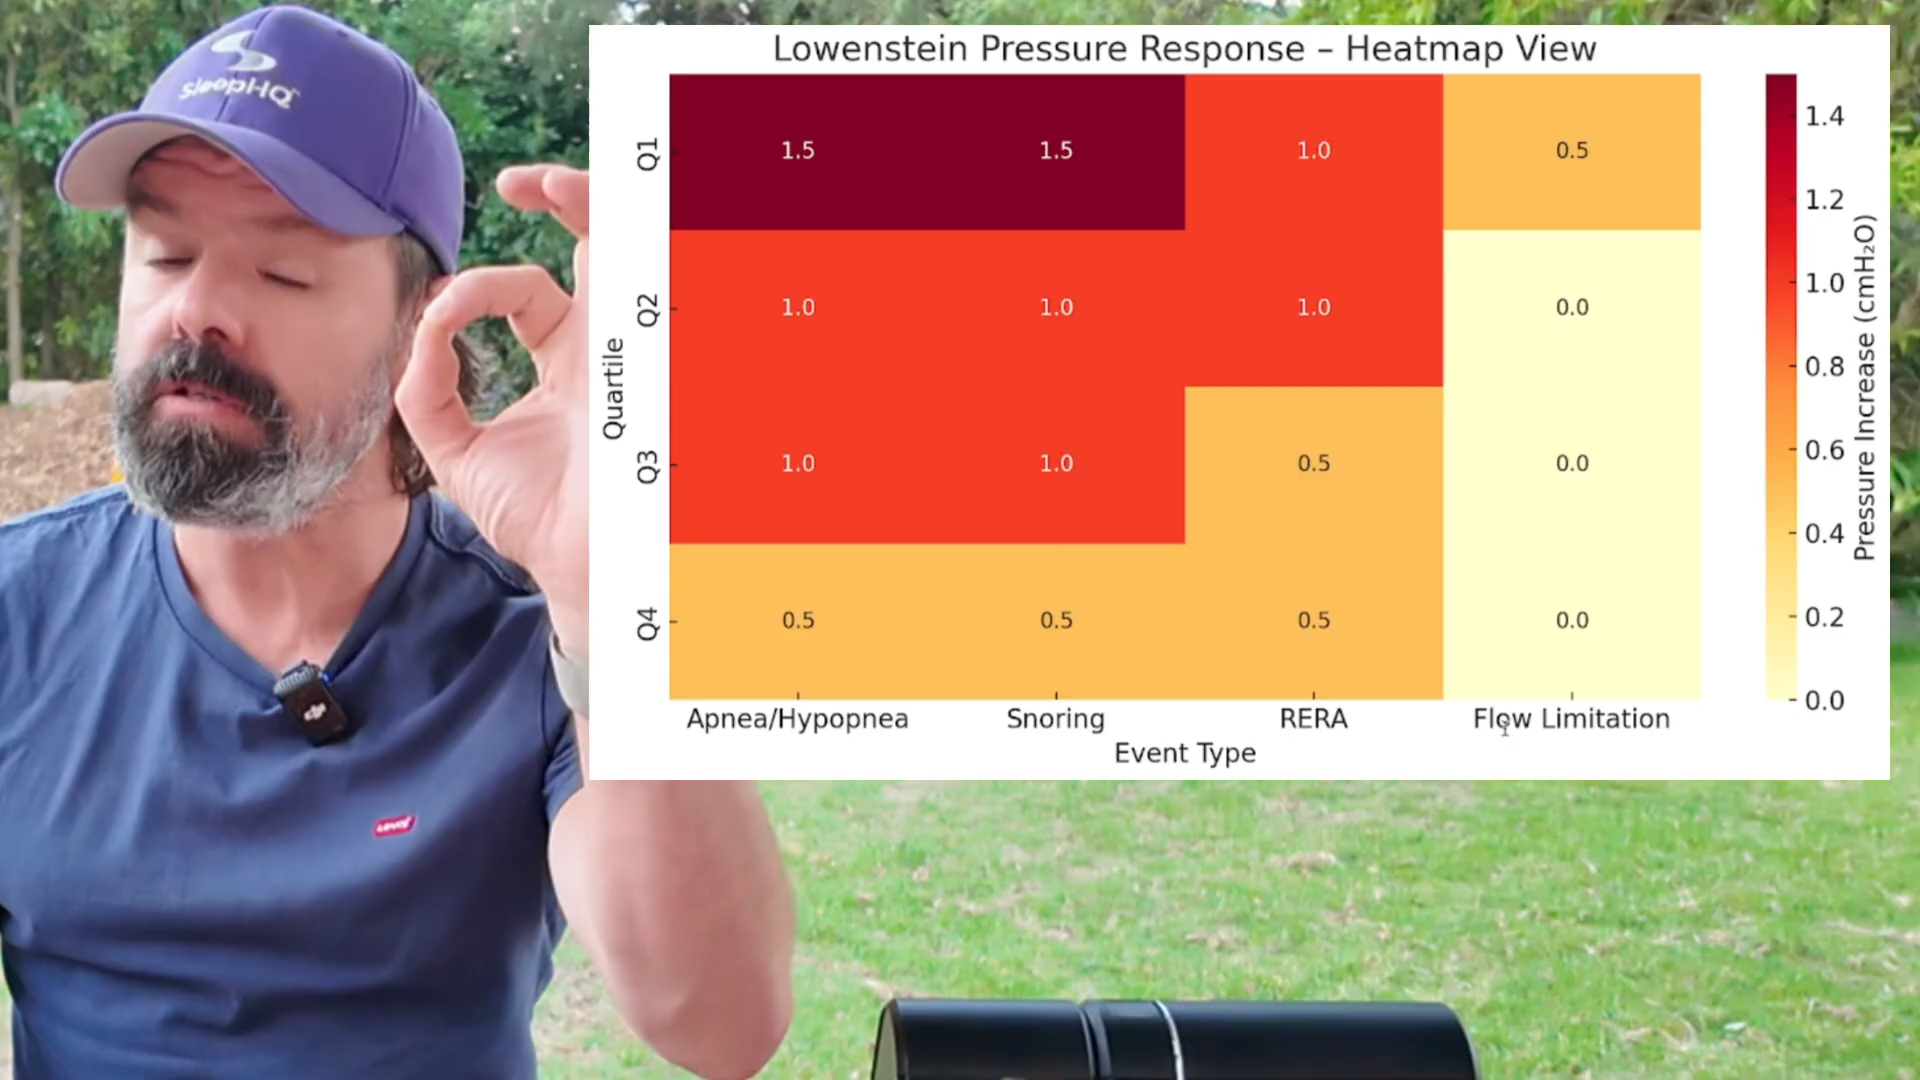 SleepHQ
Lowenstein Pressure Response – Heatmap View
Quartile
Q1
1.5
1.5
1.0
0.5
Q2
1.0
1.0
1.0
0.0
Q3
1.0
1.0
0.5
0.0
Q4
0.5
0.5
0.5
0.0
Apnea/Hypopnea
Snoring
RERA
Flow Limitation
Event Type
1.4
1.2
1.0
0.8
0.6
0.4
0.2
0.0
Pressure Increase (cmH₂O)
Levi's
dji